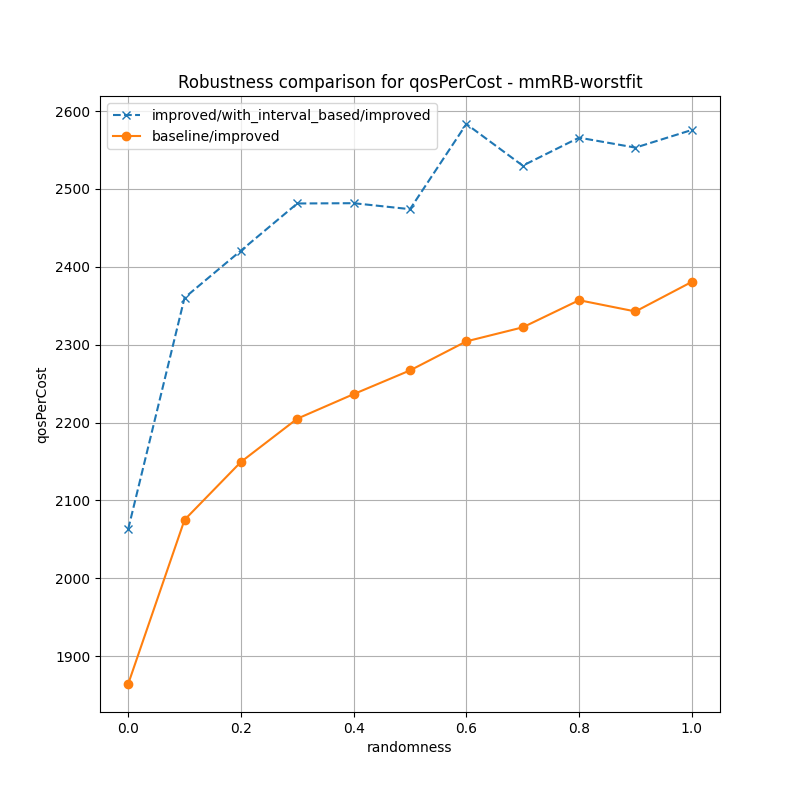 Robustness comparison for qosPerCost - mmRB-worstfit
improved/with_interval_based/improved
baseline/improved
2600
2500
2400
2300
2200
2100
2000
1900
qosPerCost
0.0 0.2 0.4 0.6 0.8 1.0
randomness